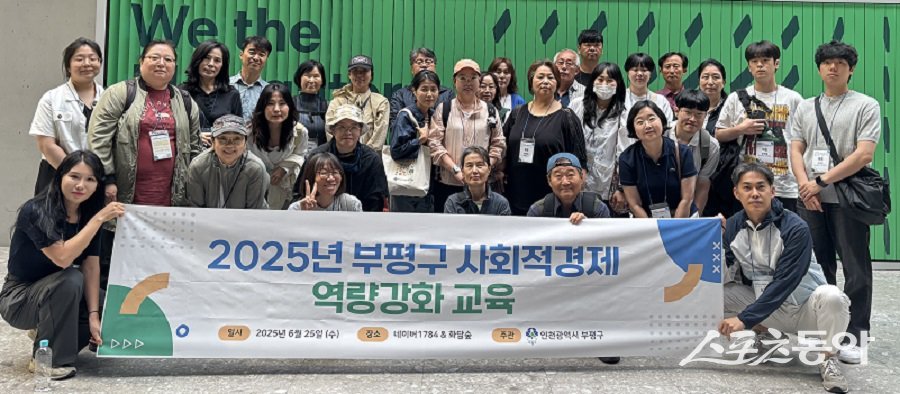 We the
2025년 부평구 사회적경제
역량강화 교육
일시 2025년 6월 25일 (수) 장소 네이버1784 & 화담숲 주관 인천광역시 부평구
스포츠동아